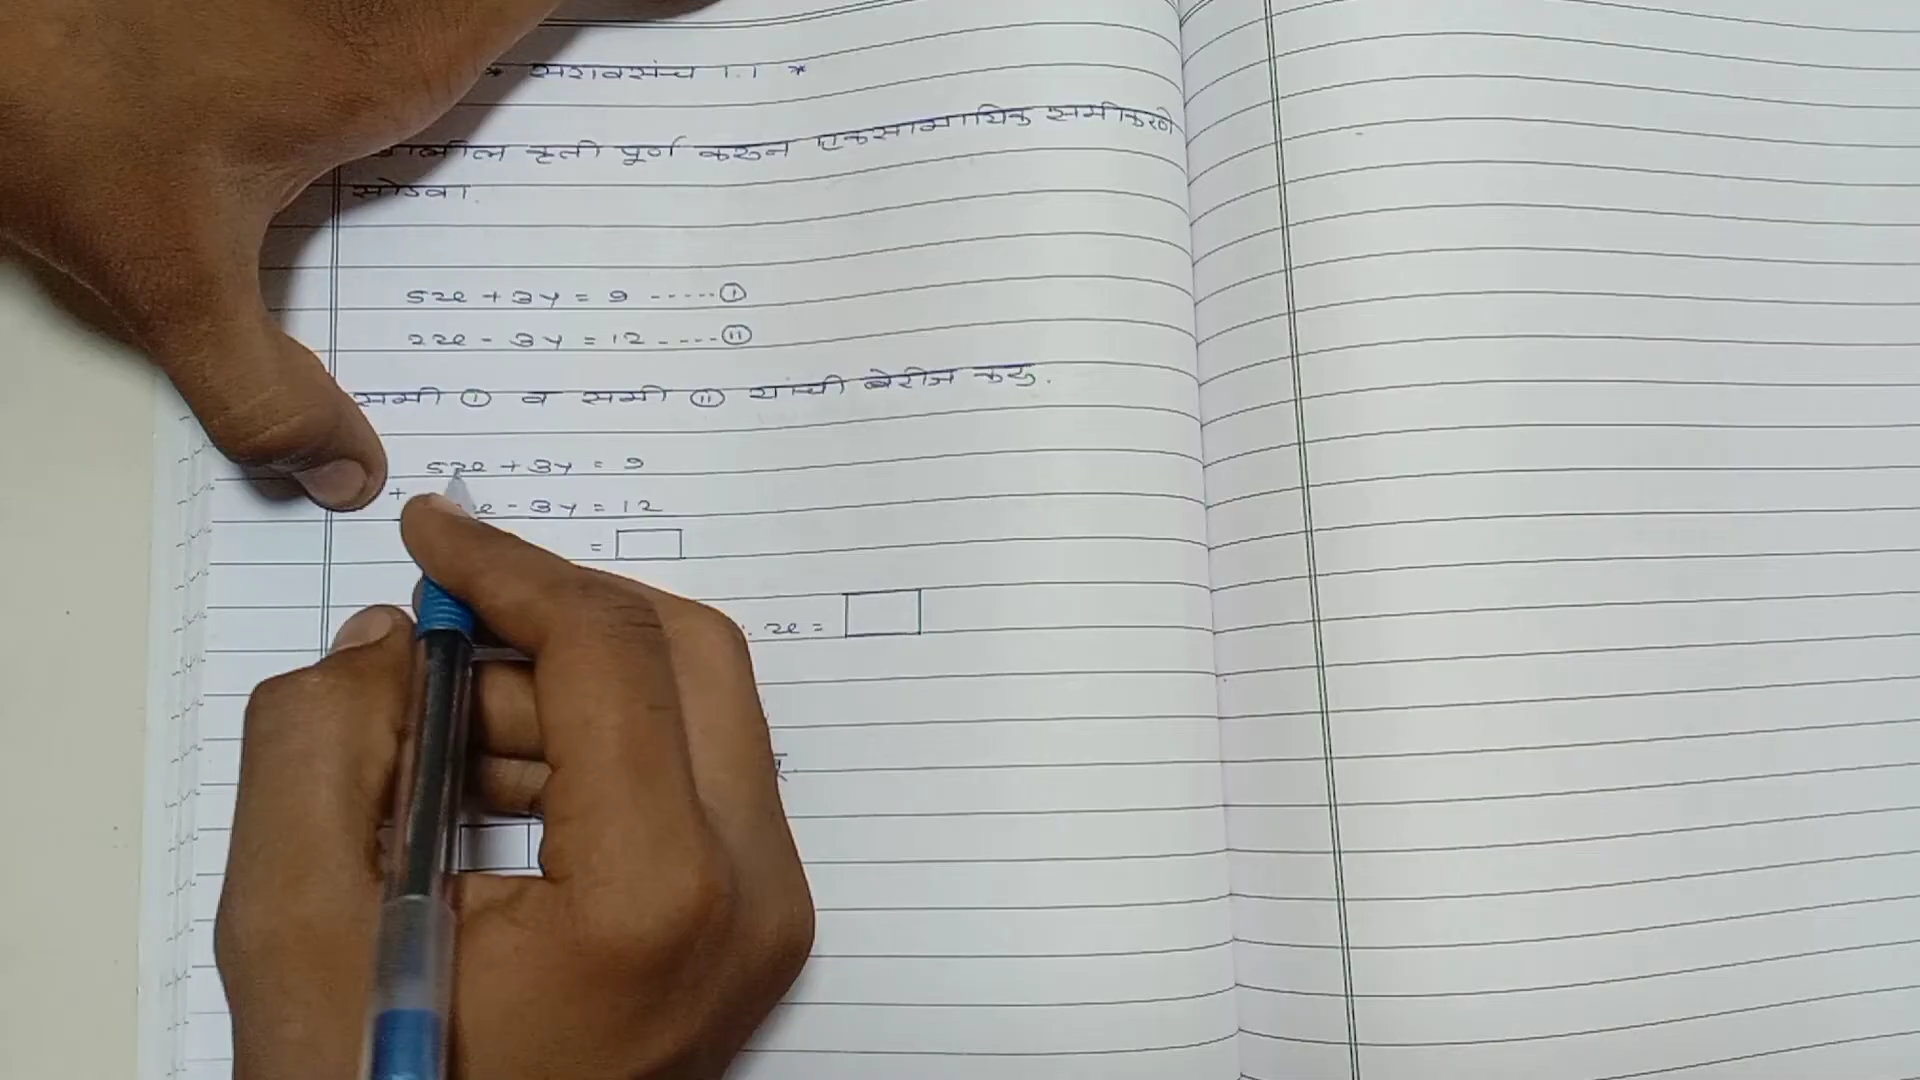 * सरावसंच 1.1 *
कृती पूर्ण करुन एकसामायिक समीकरणे
सोडवा.
5x + 3y = 9 -----Ⓘ
2x - 3y = 12 -----Ⓘ Ⓘ
समी Ⓘ व समी ⓘⓘ यांची बेरीज करु.
5x + 3y = 9
+ x - 3y = 12
=
x =